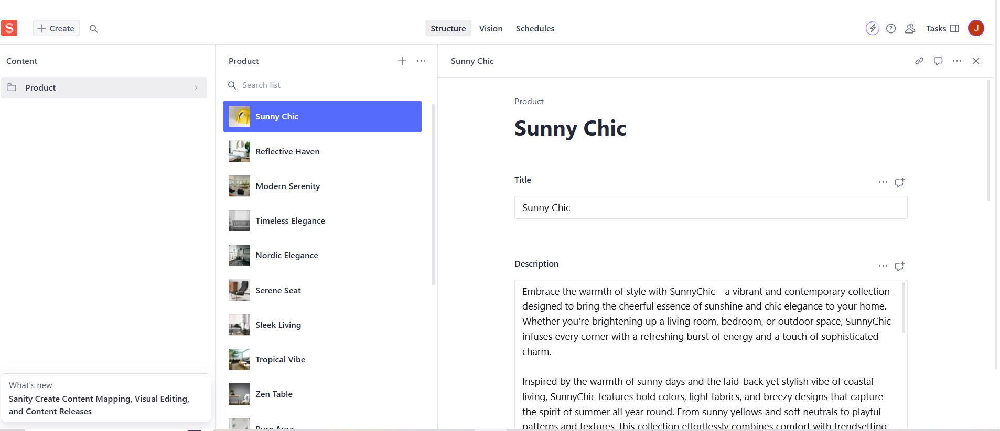 S
Create
Structure
Vision
Schedules
Tasks
J
Content
Product
Product
Search list
Sunny Chic
Reflective Haven
Modern Serenity
Timeless Elegance
Nordic Elegance
Serene Seat
Sleek Living
Tropical Vibe
Zen Table
Pure Aura
What's new
Sanity Create Content Mapping, Visual Editing,
and Content Releases
Sunny Chic
Product
Sunny Chic
Title
Sunny Chic
Description
Embrace the warmth of style with SunnyChic—a vibrant and contemporary collection
designed to bring the cheerful essence of sunshine and chic elegance to your home.
Whether you're brightening up a living room, bedroom, or outdoor space, SunnyChic
infuses every corner with a refreshing burst of energy and a touch of sophisticated
charm.
Inspired by the warmth of sunny days and the laid-back yet stylish vibe of coastal
living, SunnyChic features bold colors, light fabrics, and breezy designs that capture
the spirit of summer all year round. From sunny yellows and soft neutrals to playful
patterns and textures, this collection effortlessly combines comfort with trendsetting